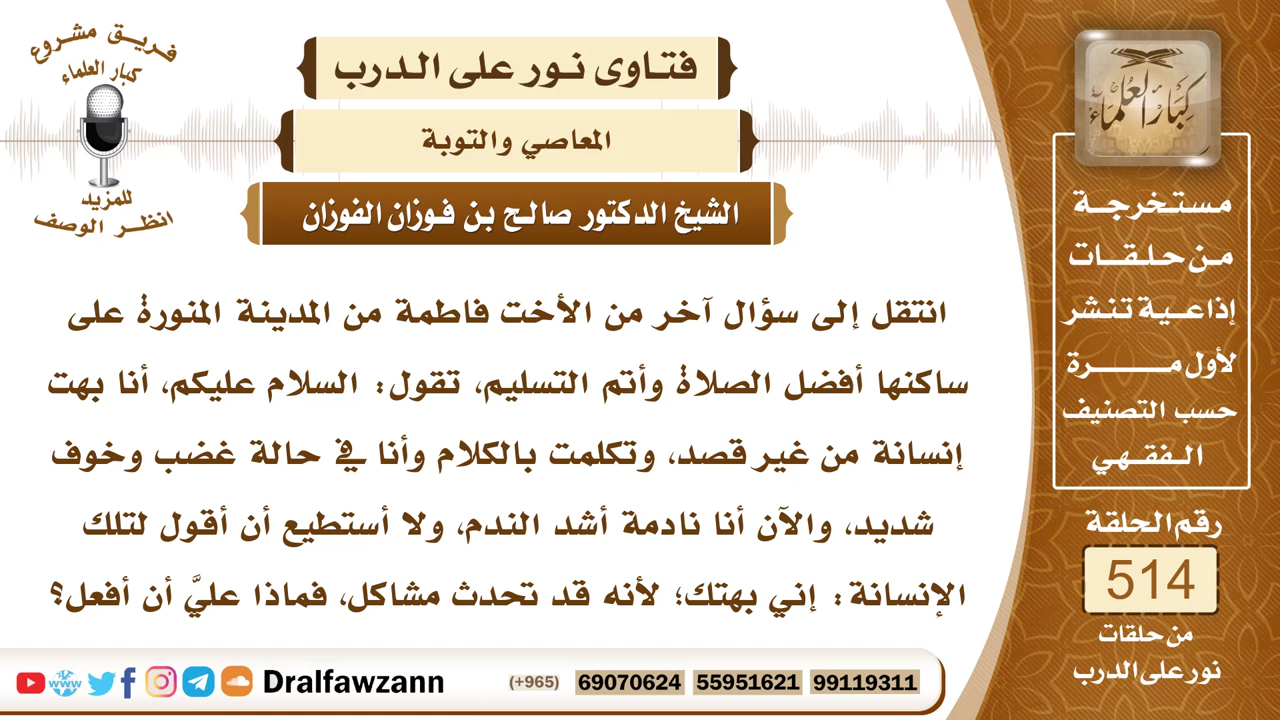 فريق مشروع
كبار العلماء
للمزيد
انظر الوصف
فتاوى نور على الدرب
المعاصي والتوبة
الشيخ الدكتور صالح بن فوزان الفوزان
انتقل إلى سؤال آخر من الأخت فاطمة من المدينة المنورة على
ساكنها أفضل الصلاة وأتم التسليم، تقول: السلام عليكم، أنا بهت
إنسانة من غير قصد، وتكلمت بالكلام وأنا في حالة غضب وخوف
شديد، والآن أنا نادمة أشد الندم، ولا أستطيع أن أقول لتلك
الإنسانة: إني بهتك؛ لأنه قد تحدث مشاكل، فماذا عليَّ أن أفعل؟
كبار العلماء
مستخرجة
من حلقات
إذاعية تنشر
لأول مرة
حسب التصنيف
الفقهي
رقم الحلقة
514
من حلقات
نور على الدرب
www
Dralfawzann (+965) 69070624 55951621 99119311